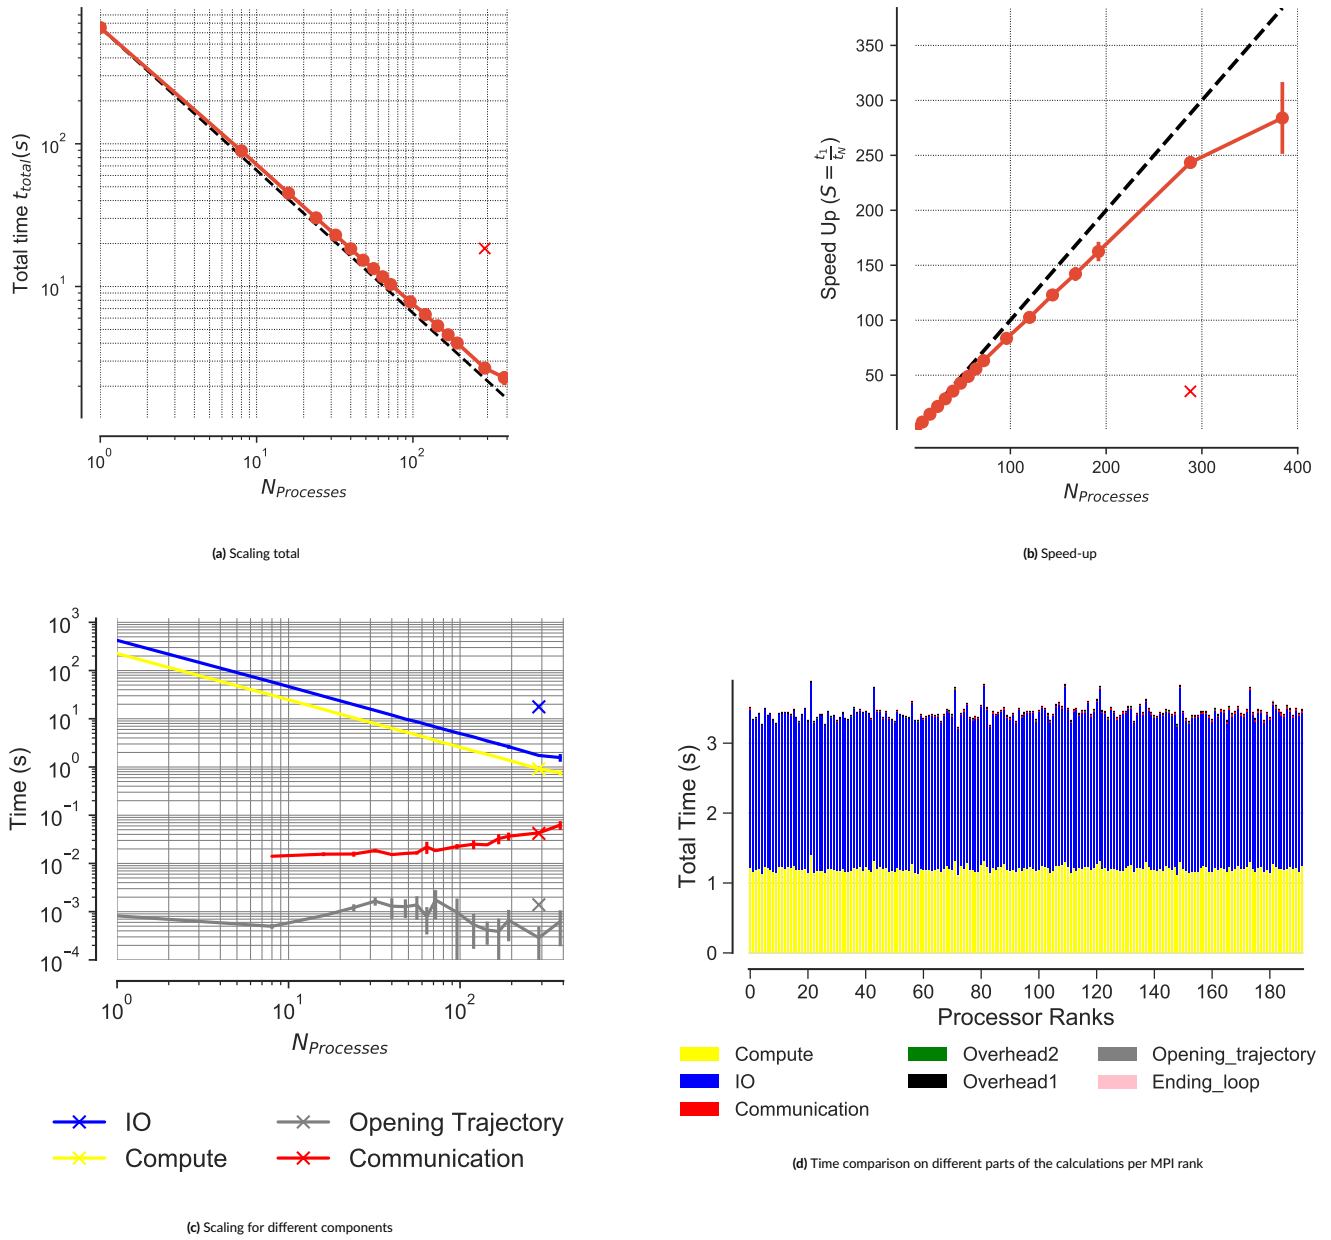 Total time t_total (s)
10^2
10^1
10^0
10^1
10^2
N_Processes
(a) Scaling total
Speed Up (S = t_1/t_N)
350
300
250
200
150
100
50
100
200
300
400
N_Processes
(b) Speed-up
Time (s)
10^3
10^2
10^1
10^0
10^−1
10^−2
10^−3
10^−4
10^0
10^1
10^2
N_Processes
IO
Opening Trajectory
Compute
Communication
(c) Scaling for different components
Total Time (s)
3
2
1
0
0
20
40
60
80
100
120
140
160
180
Processor Ranks
Compute
Overhead2
Opening_trajectory
IO
Overhead1
Ending_loop
Communication
(d) Time comparison on different parts of the calculations per MPI rank